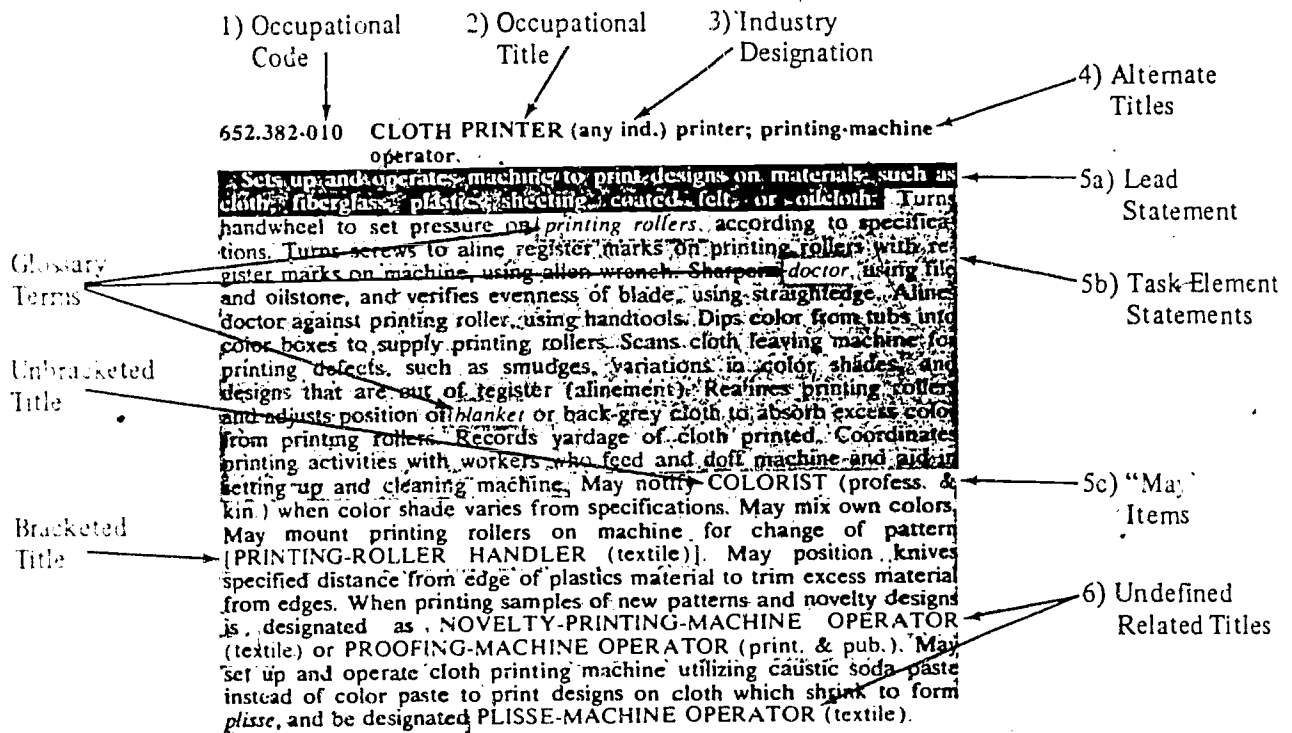 1) Occupational
Code
2) Occupational
Title
3) Industry
Designation
4) Alternate
Titles
652.382-010 CLOTH PRINTER (any ind.) printer; printing-machine
operator.
Sets up and operates machine to print designs on materials, such as
cloth, fiberglass, plastics sheeting, coated felt, or oilcloth. Turns
handwheel to set pressure on printing rollers, according to specifica-
tions. Turns screws to aline register marks on printing rollers with re-
gister marks on machine, using allen wrench. Sharpens doctor, using file
and oilstone, and verifies evenness of blade, using straightedge. Alines
doctor against printing roller, using handtools. Dips color from tubs into
color boxes to supply printing rollers. Scans cloth leaving machine for
printing defects, such as smudges, variations in color shades, and
designs that are out of register (alinement). Realines printing rollers
and adjusts position of blanket or back-grey cloth to absorb excess color
from printing rollers. Records yardage of cloth printed. Coordinates
printing activities with workers who feed and doff machine and aid in
setting up and cleaning machine. May notify COLORIST (profess. &
kin.) when color shade varies from specifications. May mix own colors.
May mount printing rollers on machine for change of pattern
[PRINTING-ROLLER HANDLER (textile)]. May position knives
specified distance from edge of plastics material to trim excess material
from edges. When printing samples of new patterns and novelty designs
is designated as NOVELTY-PRINTING-MACHINE OPERATOR
(textile) or PROOFING-MACHINE OPERATOR (print. & pub.). May
set up and operate cloth printing machine utilizing caustic soda paste
instead of color paste to print designs on cloth which shrink to form
plisse, and be designated PLISSE-MACHINE OPERATOR (textile).
Glossary
Terms
Unbracketed
Title
Bracketed
Title
5a) Lead
Statement
5b) Task Element
Statements
5c) “May”
Items
6) Undefined
Related Titles